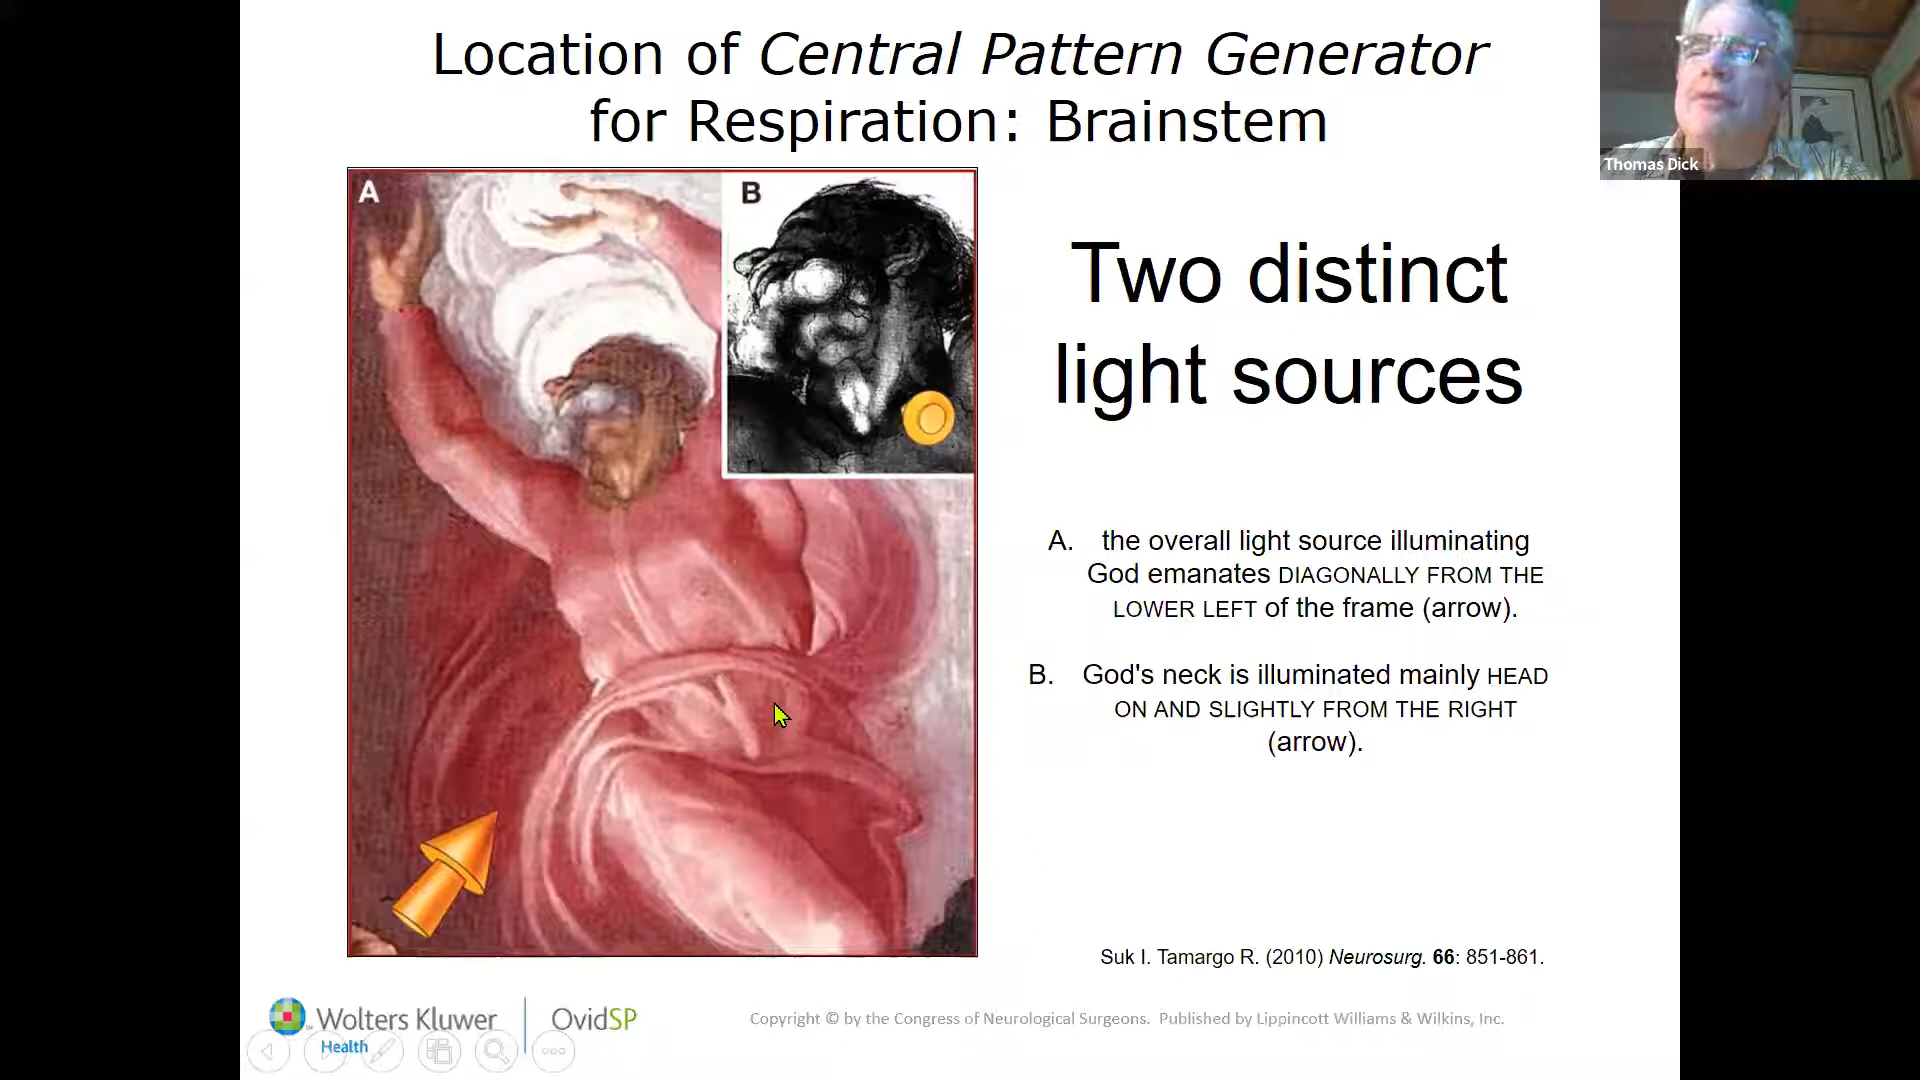 Location of Central Pattern Generator
for Respiration: Brainstem
Thomas Dick
A
B
Two distinct
light sources
A. the overall light source illuminating
God emanates DIAGONALLY FROM THE
LOWER LEFT of the frame (arrow).
B. God's neck is illuminated mainly HEAD
ON AND SLIGHTLY FROM THE RIGHT
(arrow).
Suk I. Tamargo R. (2010) Neurosurg. 66: 851-861.
Wolters Kluwer
Health
OvidSP
Copyright © by the Congress of Neurological Surgeons. Published by Lippincott Williams & Wilkins, Inc.